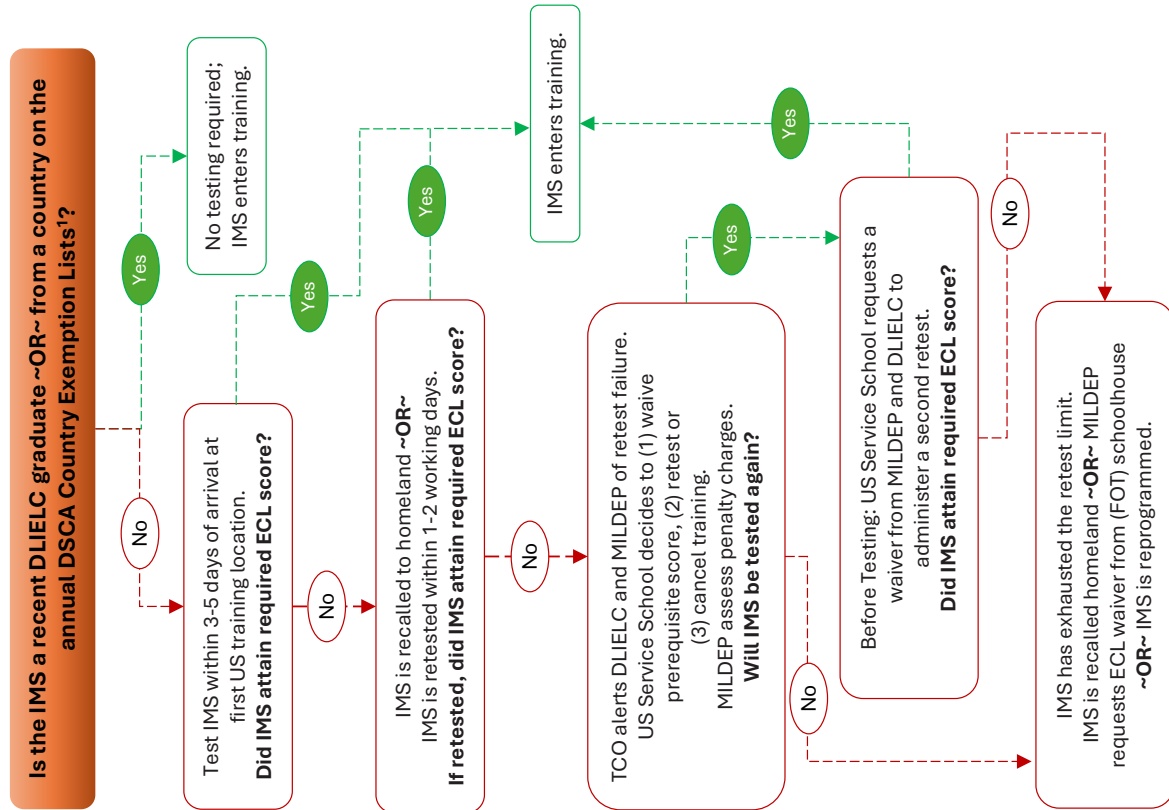 Is the IMS a recent DLIELC graduate ~OR~ from a country on the
annual DSCA Country Exemption Lists¹?
Yes
No
No testing required;
IMS enters training.
Test IMS within 3-5 days of arrival at
first US training location.
Did IMS attain required ECL score?
Yes
No
IMS is recalled to homeland ~OR~
IMS is retested within 1-2 working days.
If retested, did IMS attain required ECL score?
Yes
IMS enters training.
No
TCO alerts DLIELC and MILDEP of retest failure.
US Service School decides to (1) waive
prerequisite score, (2) retest or
(3) cancel training.
MILDEP assess penalty charges.
Will IMS be tested again?
Yes
No
Before Testing: US Service School requests a
waiver from MILDEP and DLIELC to
administer a second retest.
Did IMS attain required ECL score?
Yes
No
IMS has exhausted the retest limit.
IMS is recalled homeland ~OR~ MILDEP
requests ECL waiver from (FOT) schoolhouse
~OR~ IMS is reprogrammed.